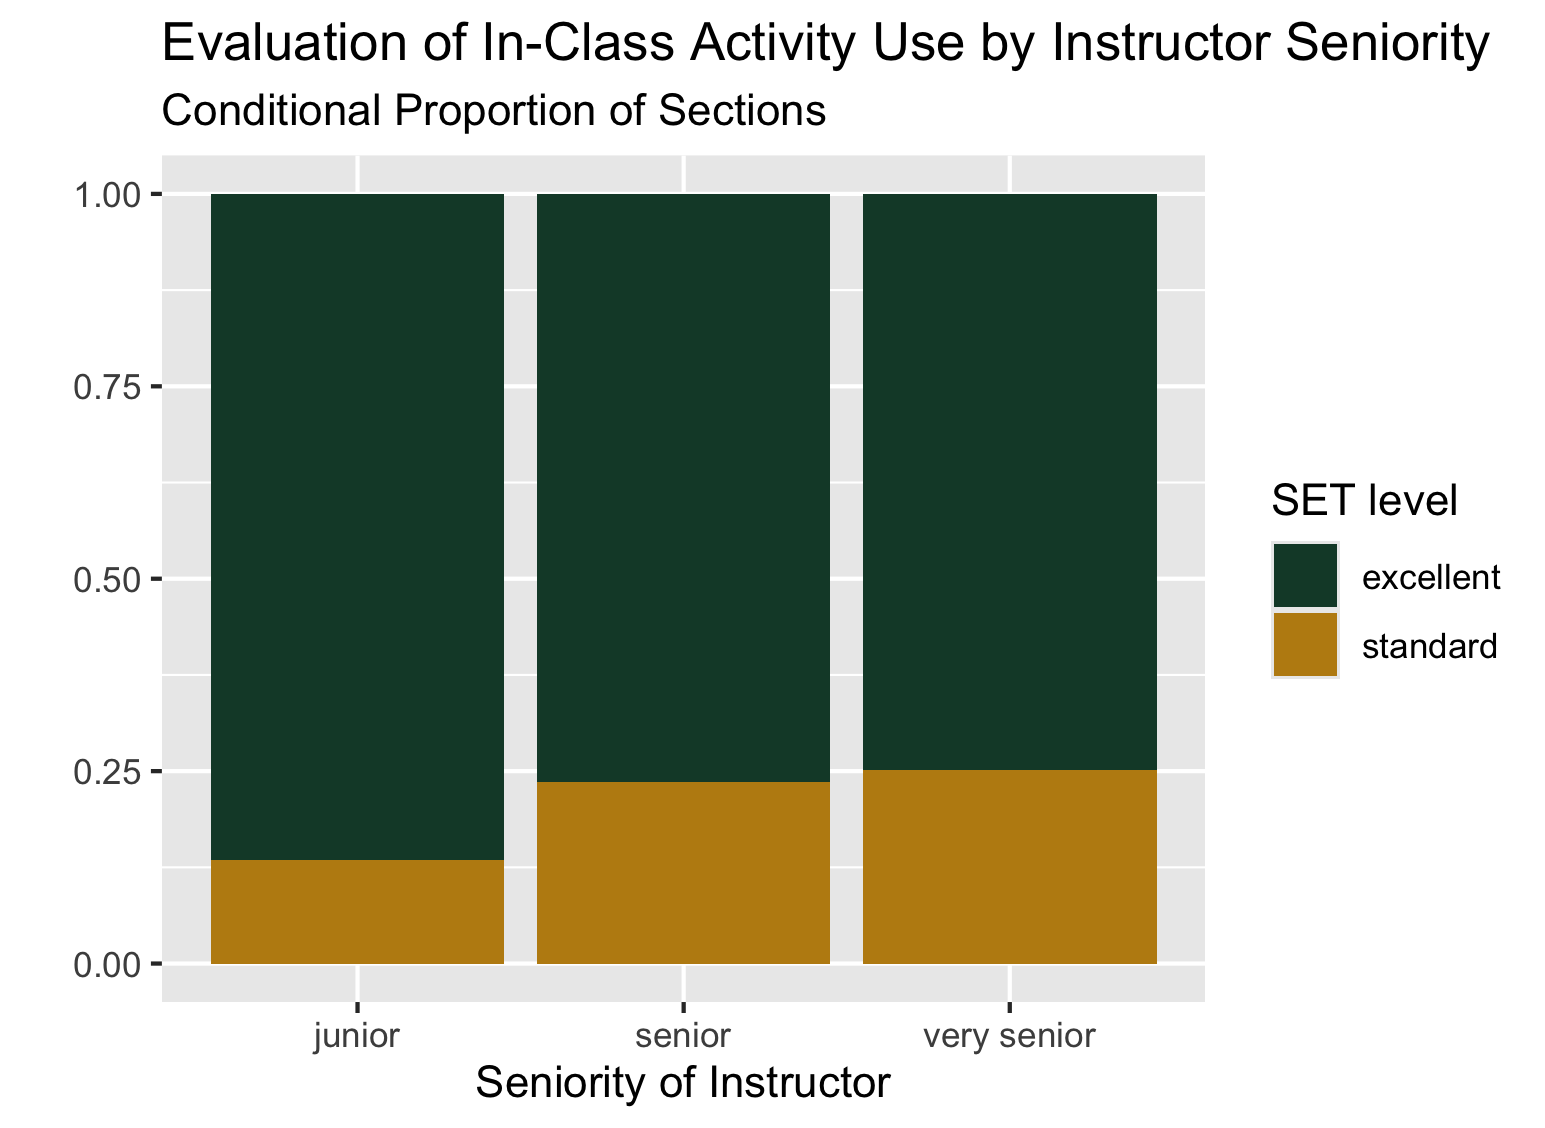 Evaluation of In-Class Activity Use by Instructor Seniority
Conditional Proportion of Sections
1.00
0.75
0.50
0.25
0.00
junior senior very senior
Seniority of Instructor
SET level
excellent
standard